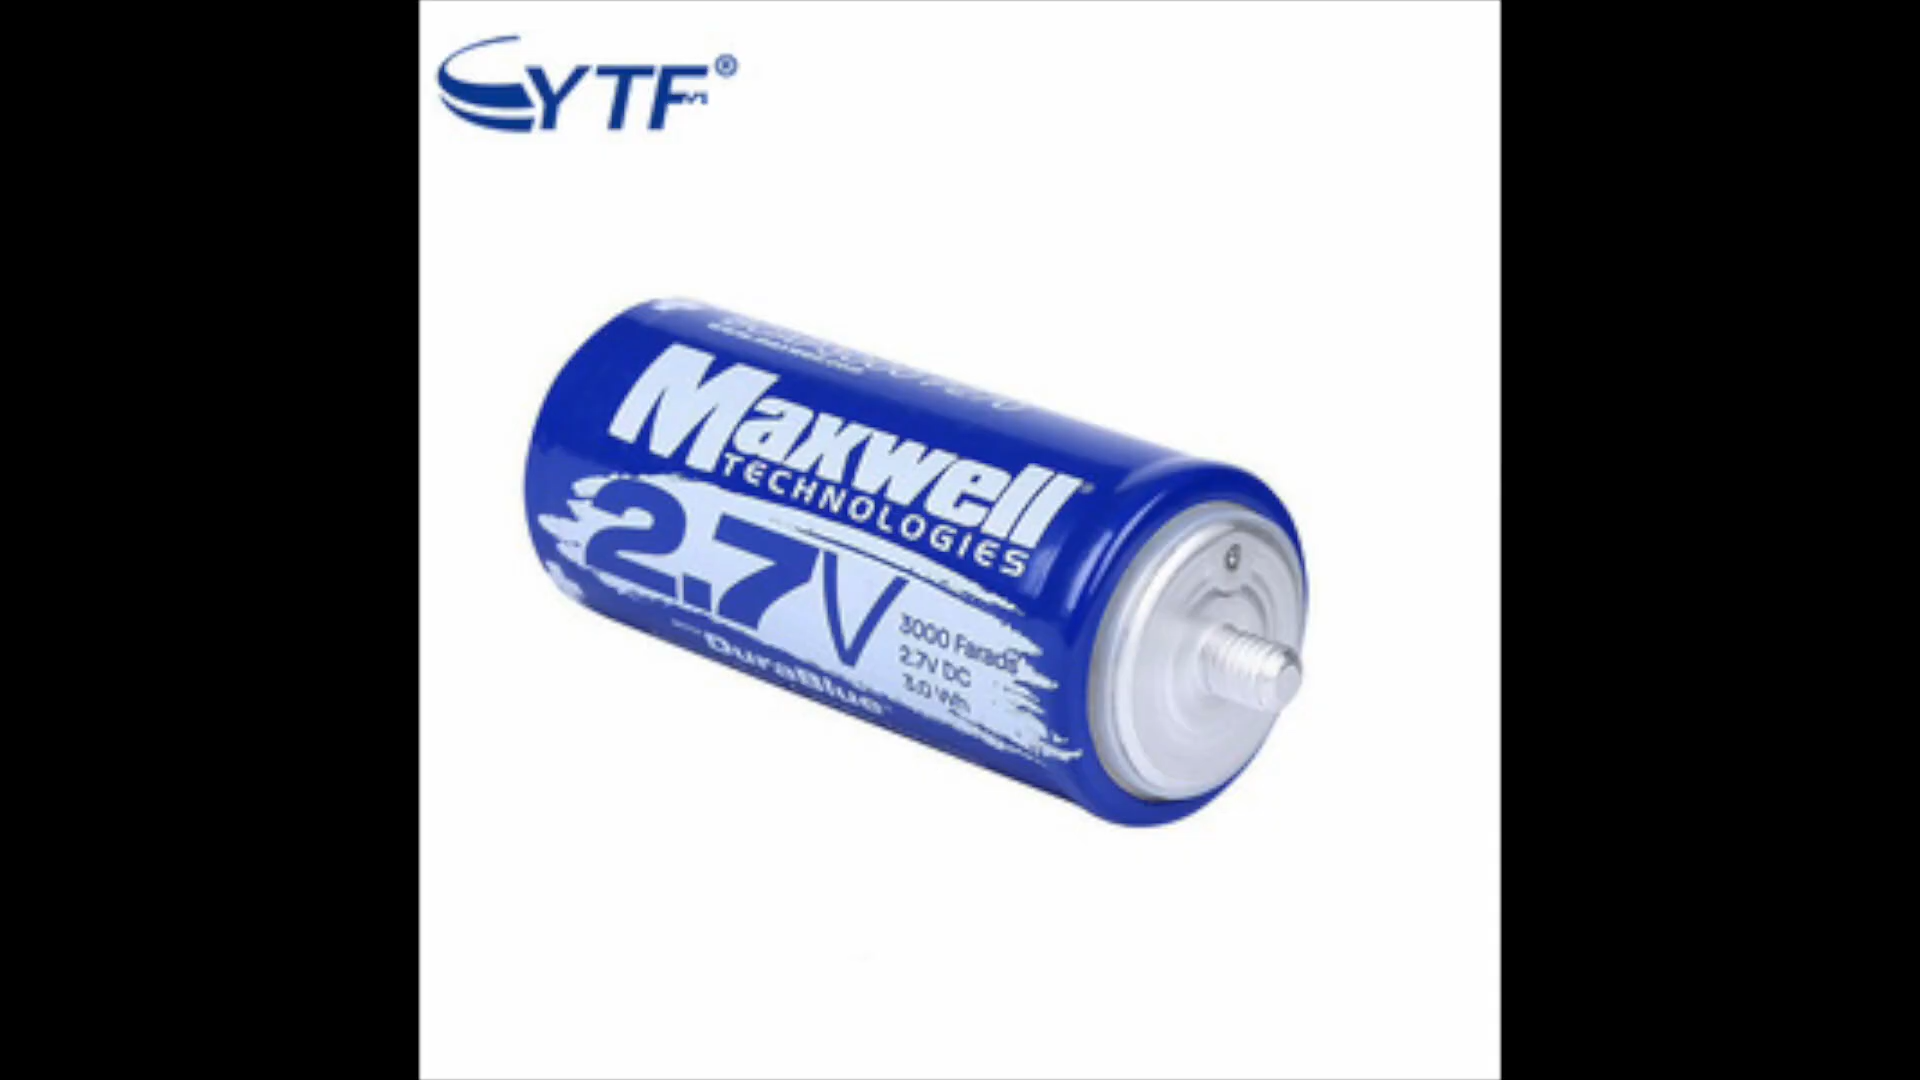 YTF®
Maxwell®
TECHNOLOGIES
2.7V
3000 Farads
2.7V DC
3.0 Wh
DuraBlue